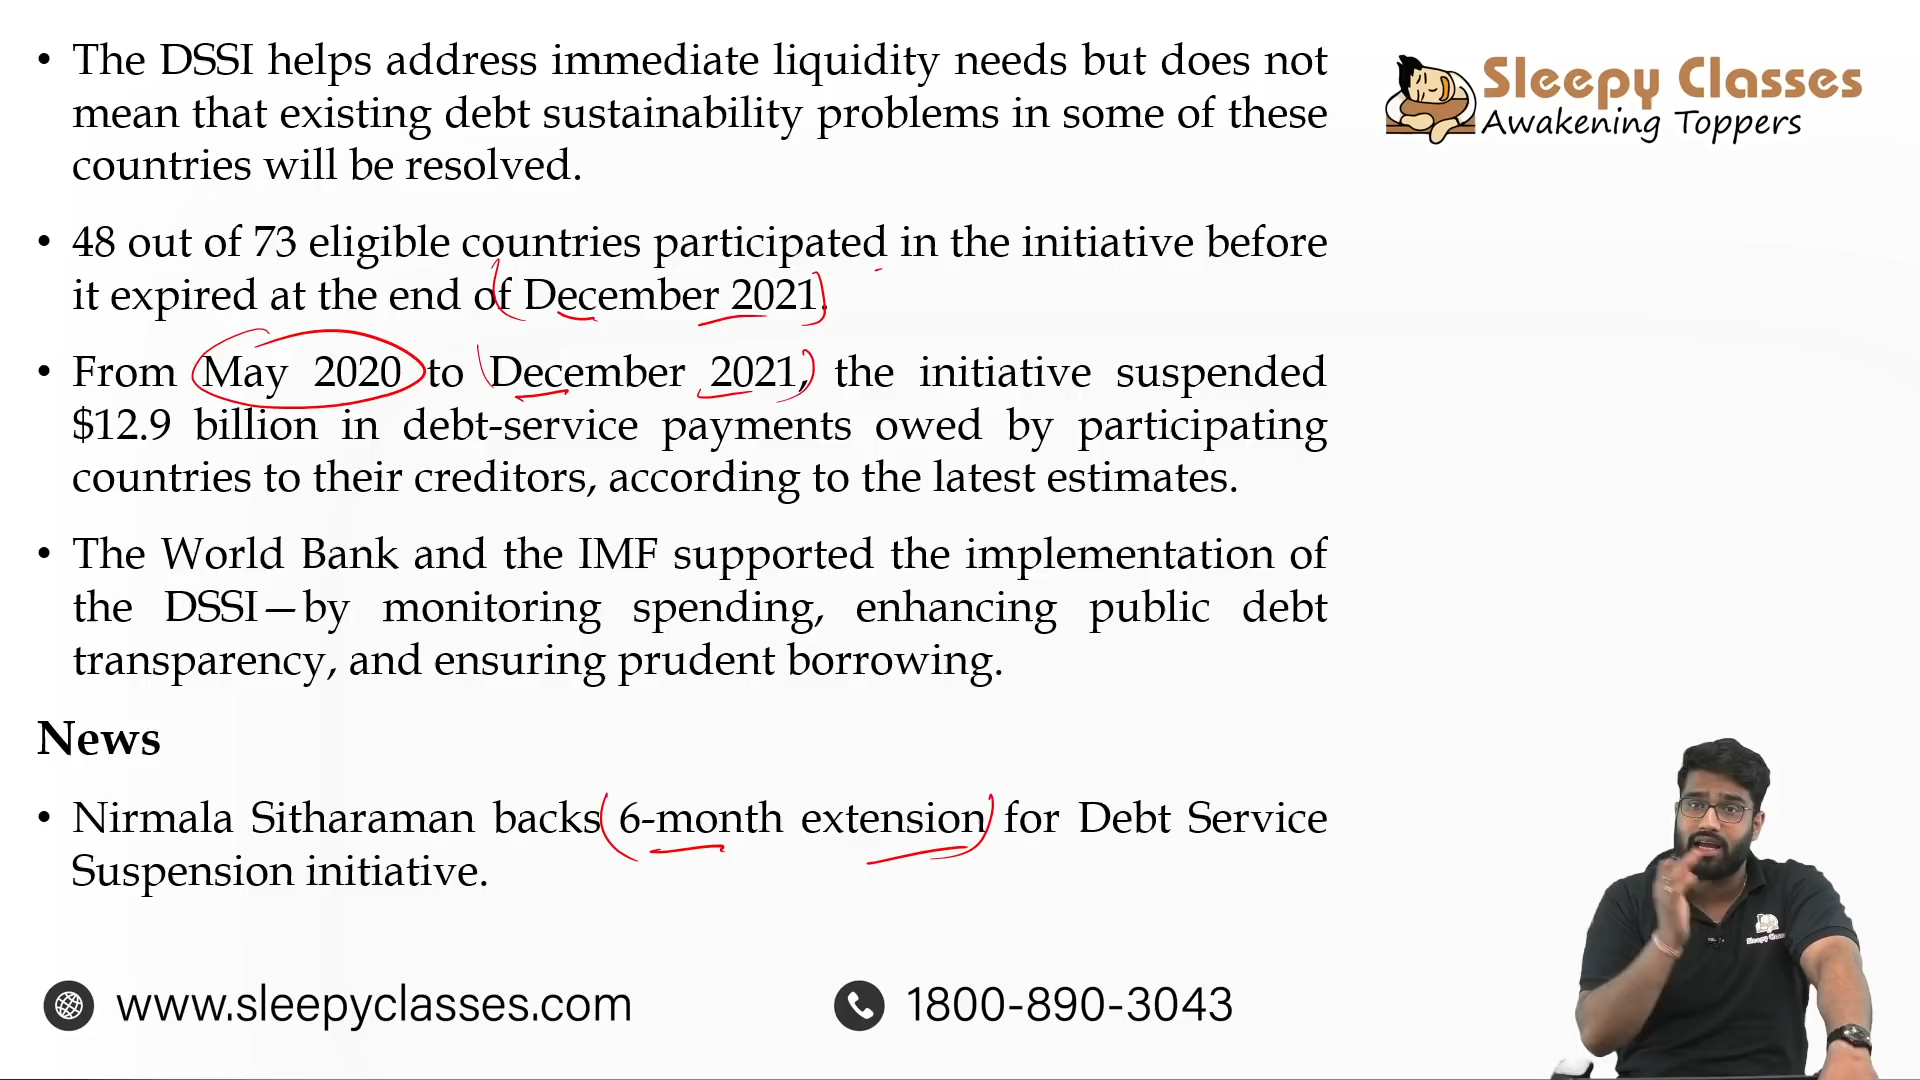 • The DSSI helps address immediate liquidity needs but does not
mean that existing debt sustainability problems in some of these
countries will be resolved.
• 48 out of 73 eligible countries participated in the initiative before
it expired at the end of December 2021.
• From May 2020 to December 2021, the initiative suspended
$12.9 billion in debt-service payments owed by participating
countries to their creditors, according to the latest estimates.
• The World Bank and the IMF supported the implementation of
the DSSI—by monitoring spending, enhancing public debt
transparency, and ensuring prudent borrowing.
News
• Nirmala Sitharaman backs 6-month extension for Debt Service
Suspension initiative.
Sleepy Classes
Awakening Toppers
www.sleepyclasses.com
1800-890-3043